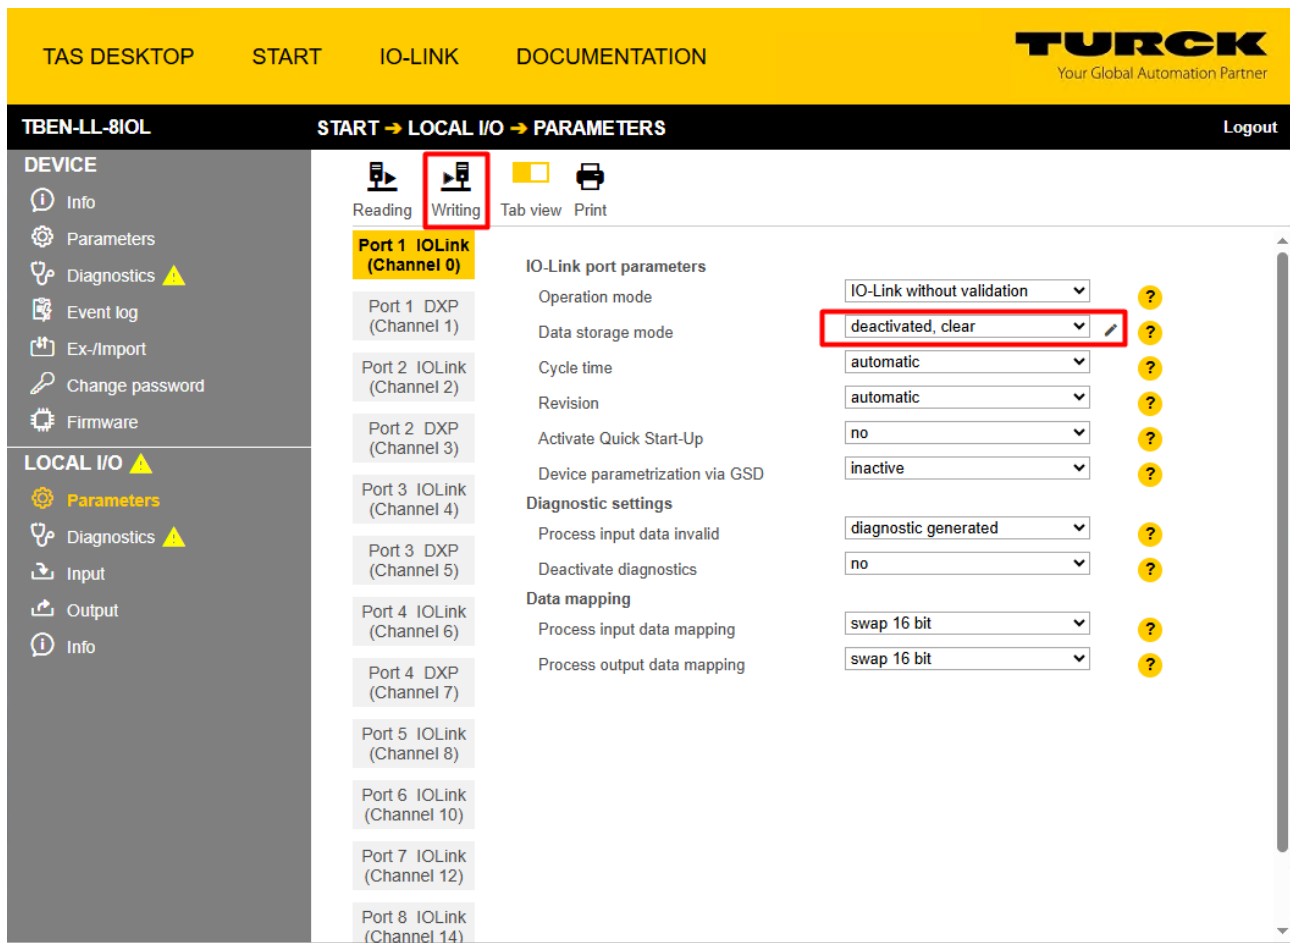 TAS DESKTOP START IO-LINK DOCUMENTATION
TURCK
Your Global Automation Partner
TBEN-LL-8IOL START ➔ LOCAL I/O ➔ PARAMETERS Logout
DEVICE
Info
Parameters
Diagnostics
Event log
Ex-/Import
Change password
Firmware
LOCAL I/O
Parameters
Diagnostics
Input
Output
Info
Reading Writing Tab view Print
Port 1 IOLink
(Channel 0)
Port 1 DXP
(Channel 1)
Port 2 IOLink
(Channel 2)
Port 2 DXP
(Channel 3)
Port 3 IOLink
(Channel 4)
Port 3 DXP
(Channel 5)
Port 4 IOLink
(Channel 6)
Port 4 DXP
(Channel 7)
Port 5 IOLink
(Channel 8)
Port 6 IOLink
(Channel 10)
Port 7 IOLink
(Channel 12)
Port 8 IOLink
(Channel 14)
IO-Link port parameters
Operation mode IO-Link without validation ?
Data storage mode deactivated, clear ?
Cycle time automatic ?
Revision automatic ?
Activate Quick Start-Up no ?
Device parametrization via GSD inactive ?
Diagnostic settings
Process input data invalid diagnostic generated ?
Deactivate diagnostics no ?
Data mapping
Process input data mapping swap 16 bit ?
Process output data mapping swap 16 bit ?